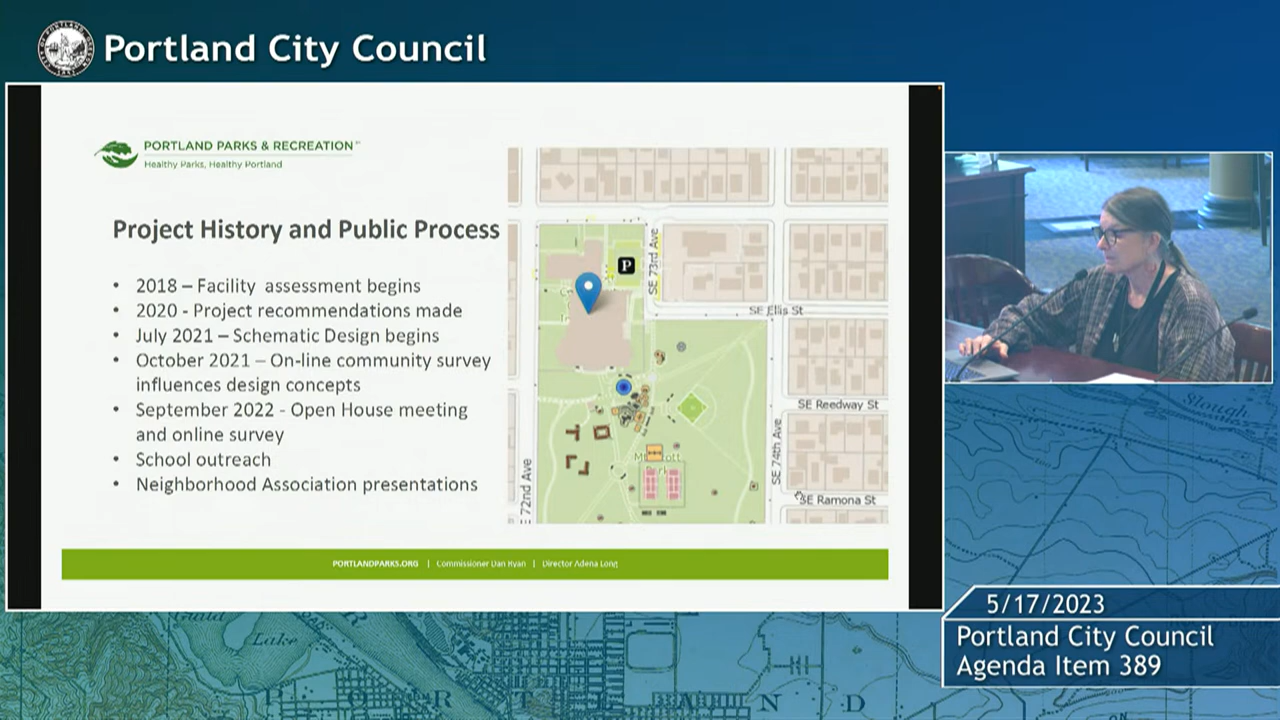 Portland City Council
PORTLAND PARKS & RECREATION
Healthy Parks, Healthy Portland
Project History and Public Process
• 2018 – Facility assessment begins
• 2020 - Project recommendations made
• July 2021 – Schematic Design begins
• October 2021 – On-line community survey
influences design concepts
• September 2022 - Open House meeting
and online survey
• School outreach
• Neighborhood Association presentations
P
SE 73rd Ave
SE Ellis St
SE Reedway St
SE 74th Ave
SE Ramona St
72nd Ave
PORTLANDPARKS.ORG | Commissioner Dan Ryan | Director Adena Long
5/17/2023
Portland City Council
Agenda Item 389
Slough
Guild
Lake